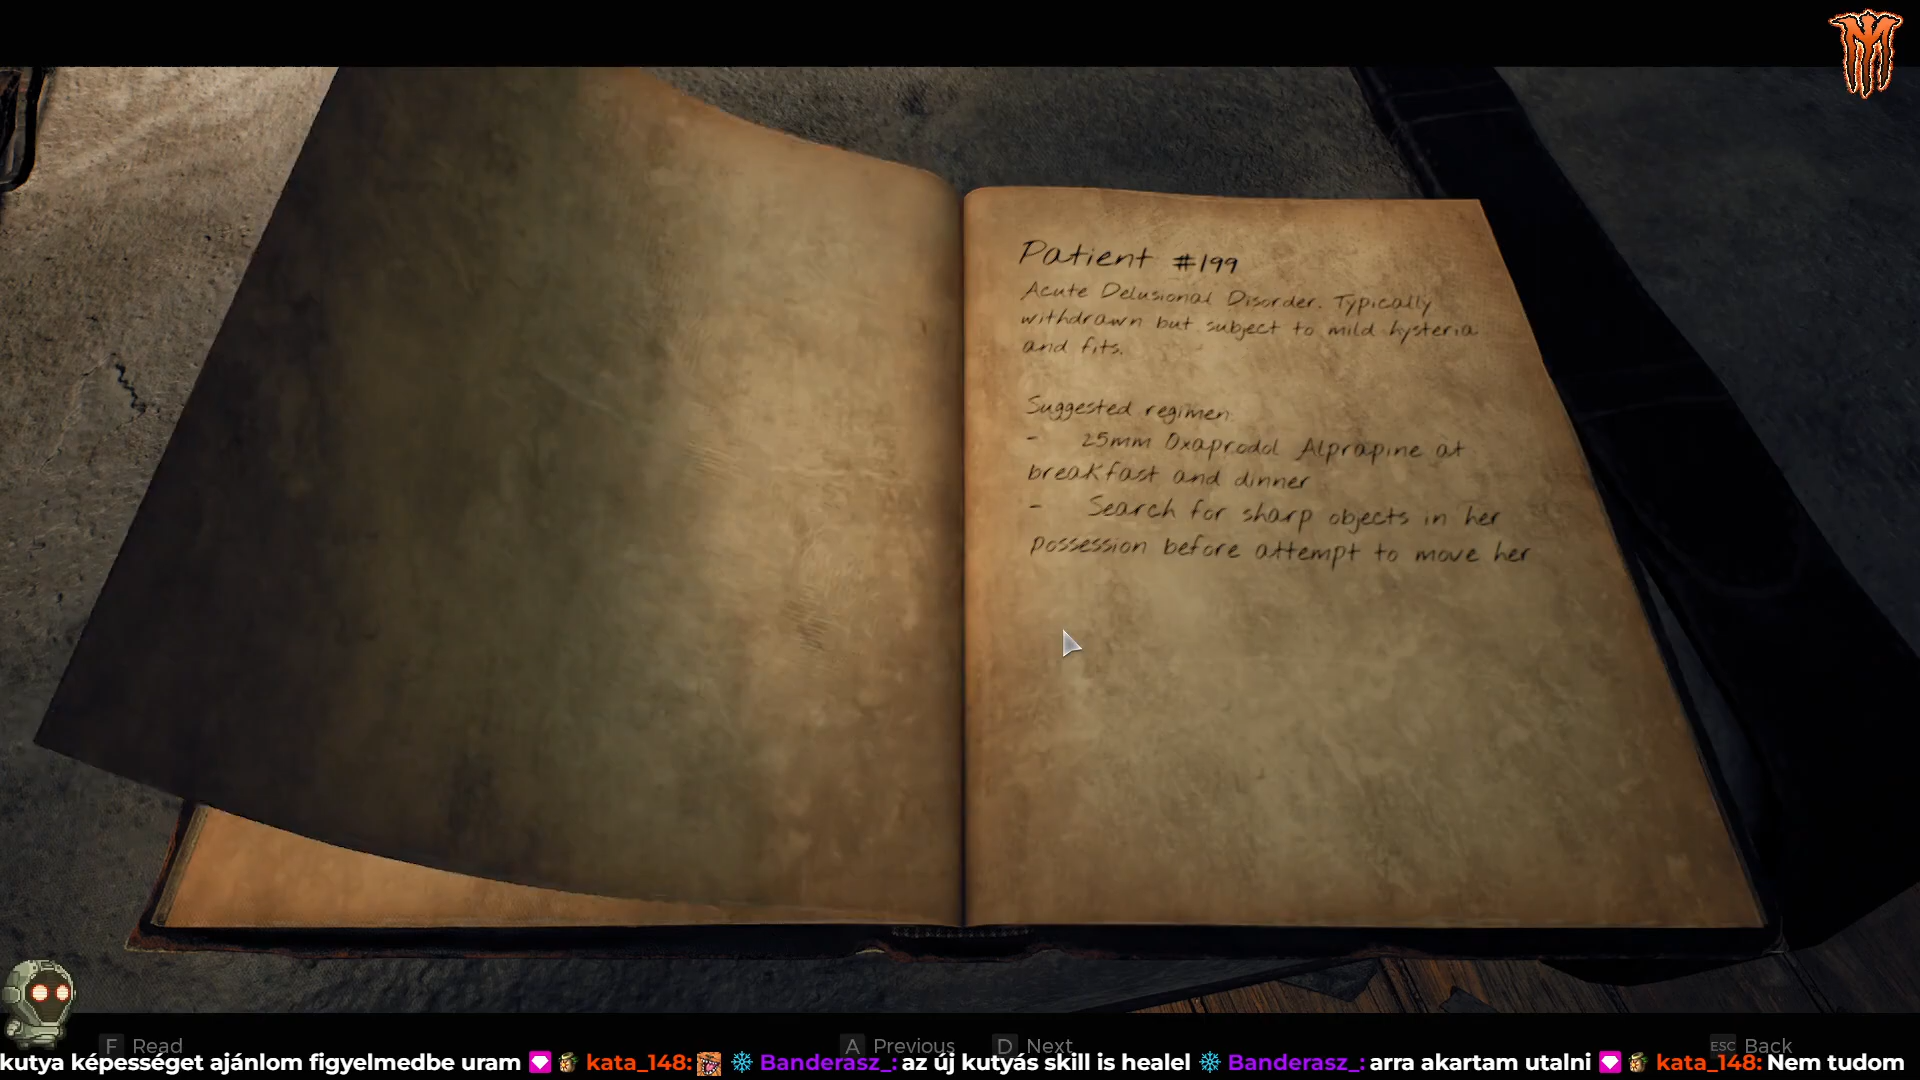 Patient #199
Acute Delusional Disorder. Typically
withdrawn but subject to mild hysteria
and fits.
Suggested regimen
- 25mm Oxaprodol Alprapine at
breakfast and dinner
- Search for sharp objects in her
possession before attempt to move her
F Read A Previous D Next ESC Back
kutya képességet ajánlom figyelmedbe uram kata_148: Banderasz_: az új kutyás skill is healel Banderasz_: arra akartam utalni kata_148: Nem tudom